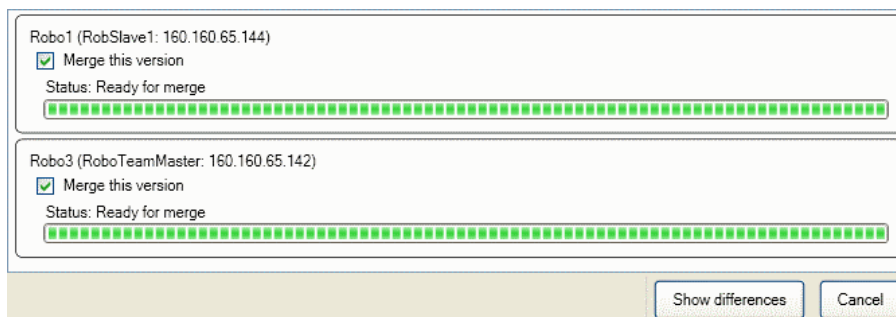 Robo1 (RobSlave1: 160.160.65.144)
Merge this version
Status: Ready for merge
Robo3 (RoboTeamMaster: 160.160.65.142)
Merge this version
Status: Ready for merge
Show differences
Cancel